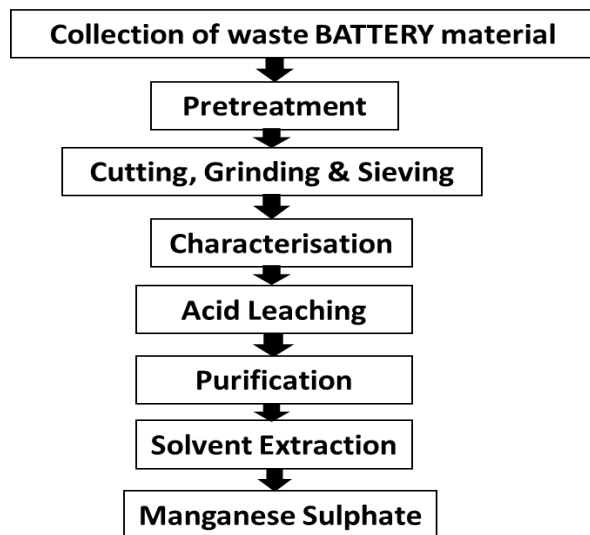 Collection of waste BATTERY material
Pretreatment
Cutting, Grinding & Sieving
Characterisation
Acid Leaching
Purification
Solvent Extraction
Manganese Sulphate